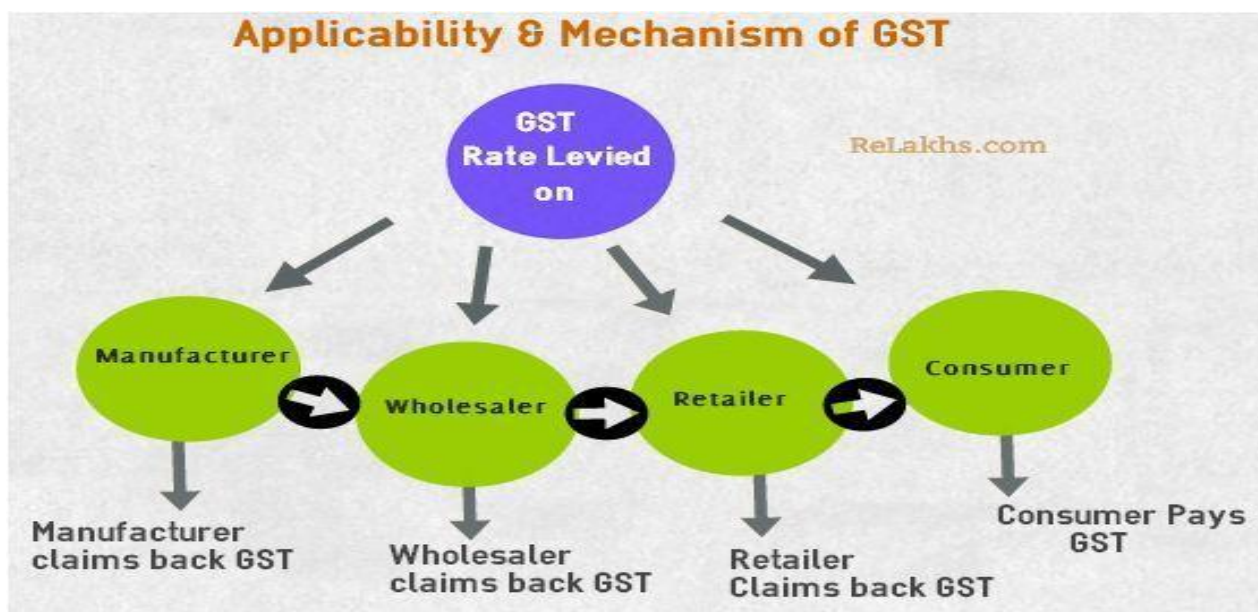 Applicability & Mechanism of GST
GST
Rate Levied
on
ReLakhs.com
Manufacturer
Wholesaler
Retailer
Consumer
Manufacturer
claims back GST
Wholesaler
claims back GST
Retailer
Claims back GST
Consumer Pays
GST